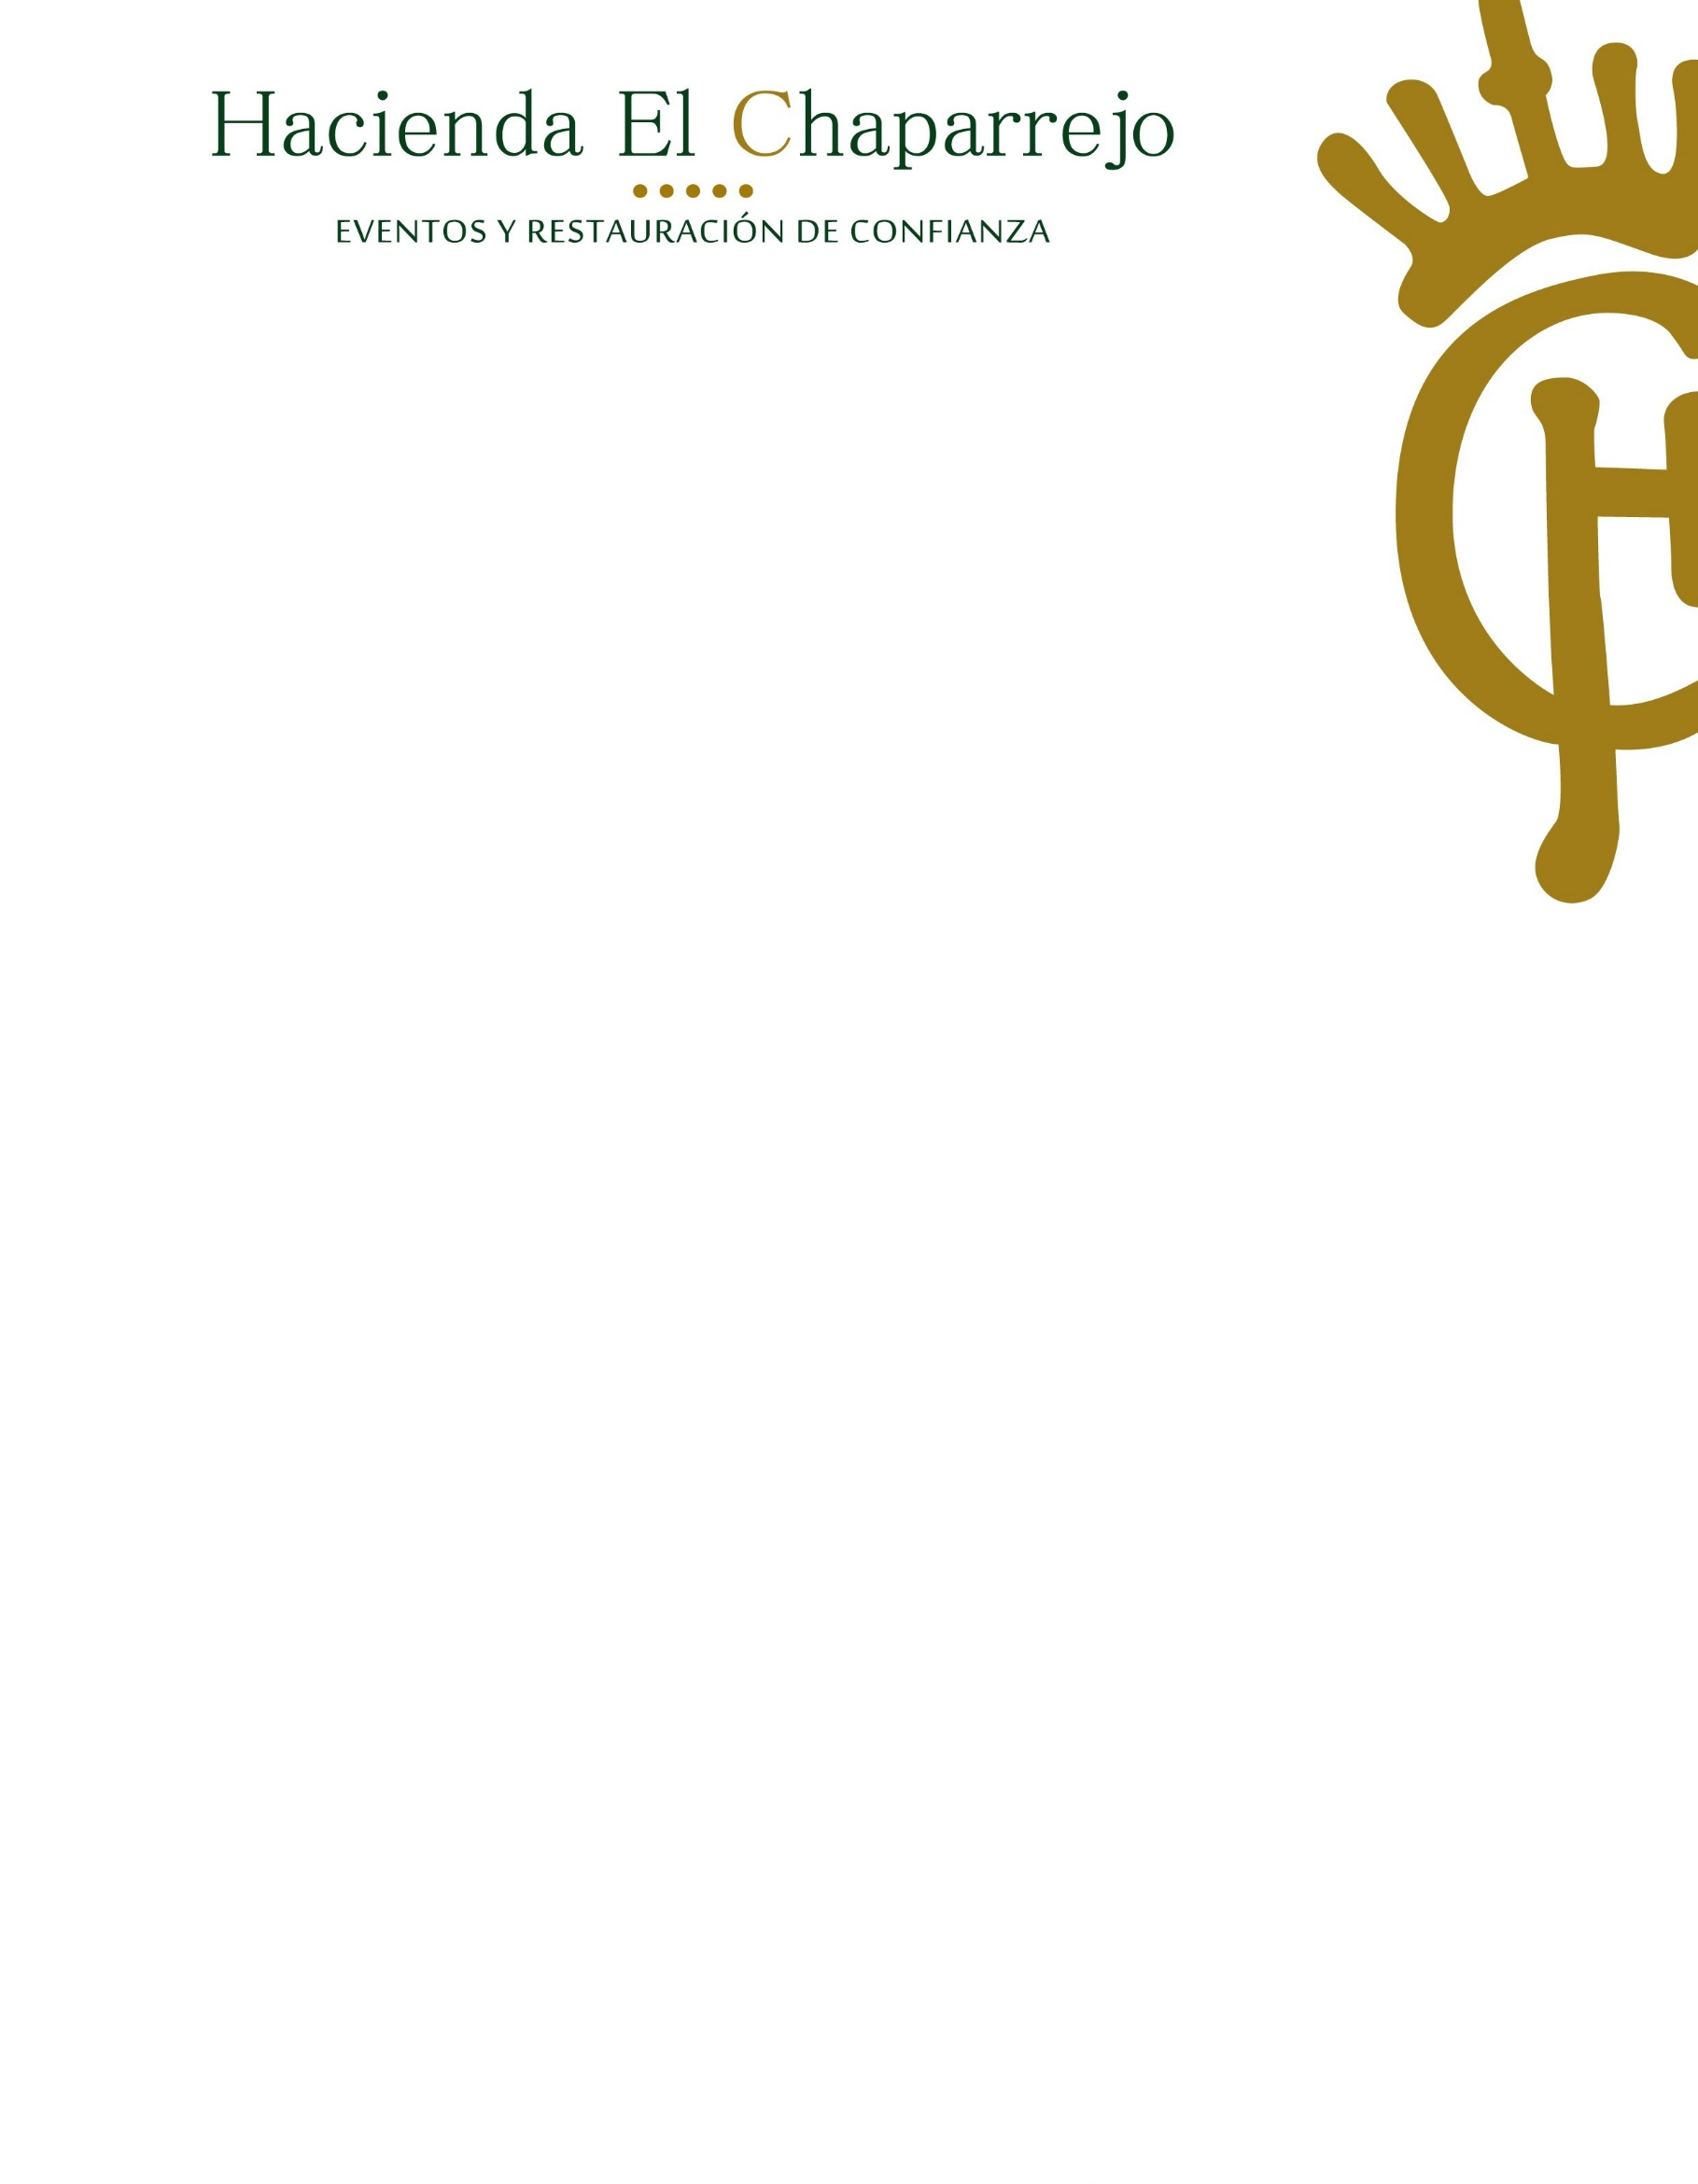 Hacienda El Chaparrejo
EVENTOS Y RESTAURACIÓN DE CONFIANZA